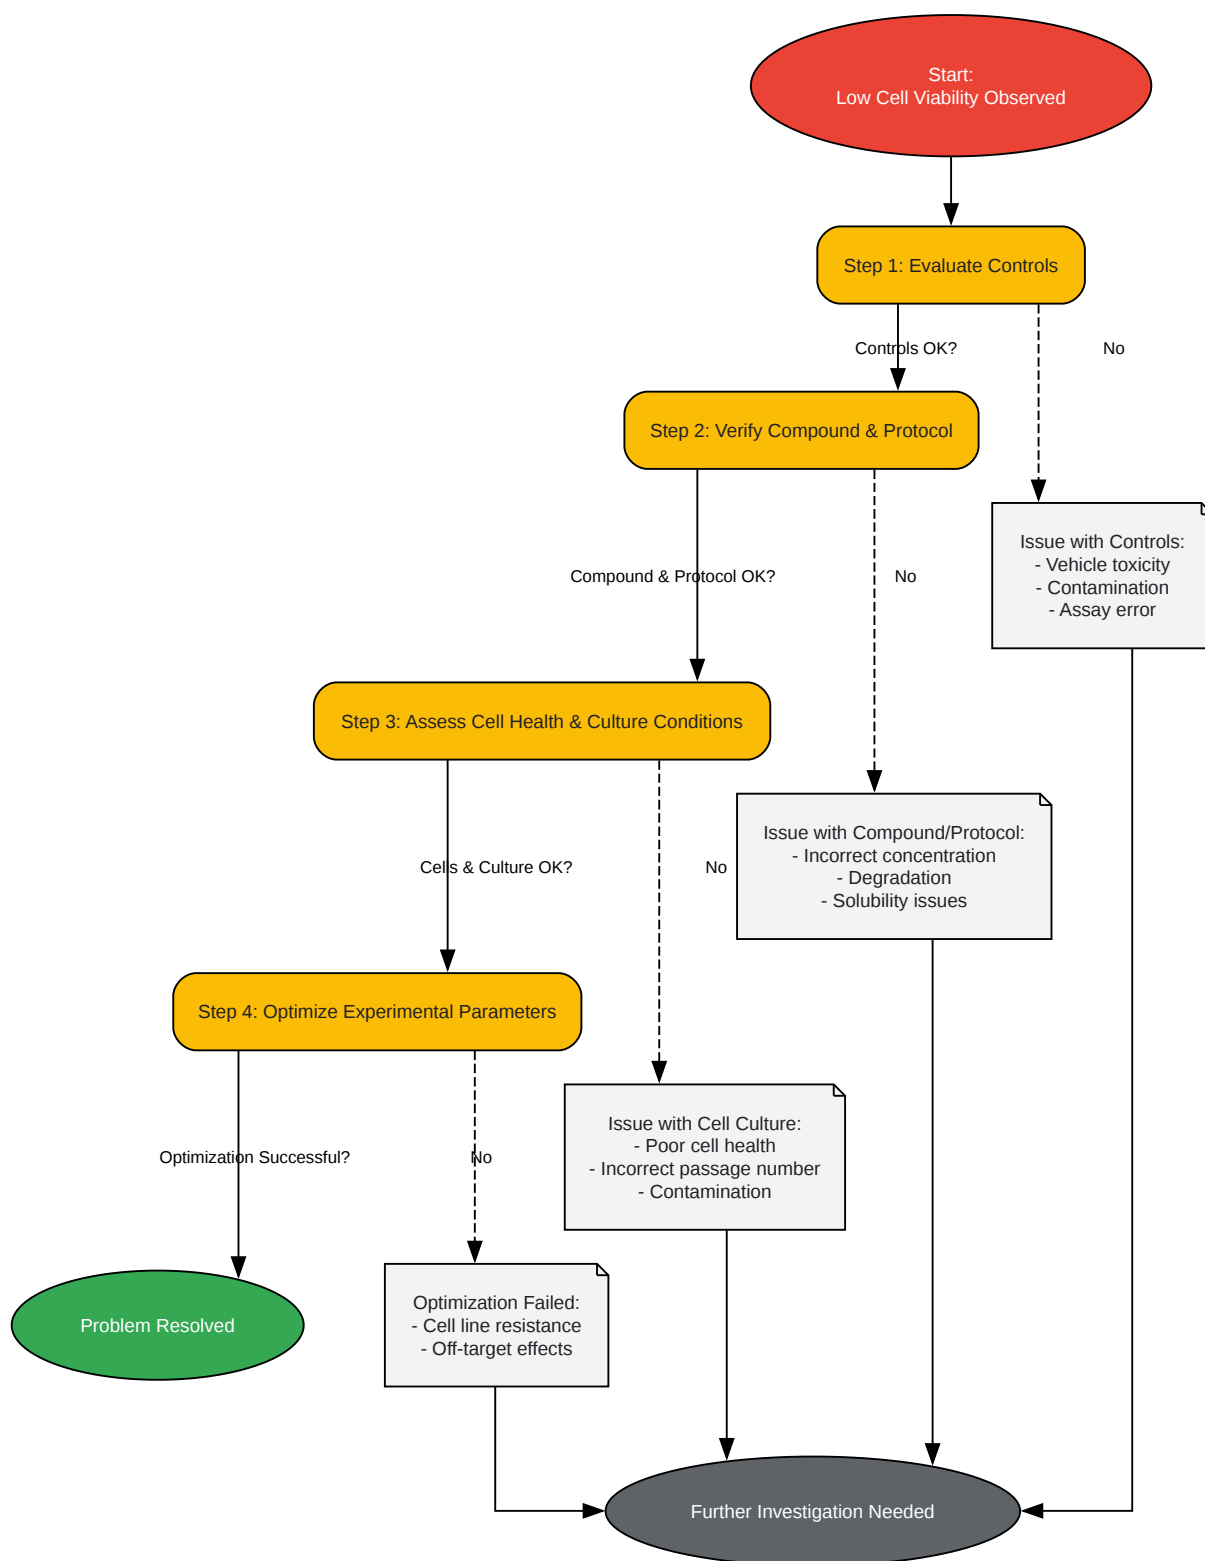 Start:
Low Cell Viability Observed
Step 1: Evaluate Controls
Controls OK?
No
Step 2: Verify Compound & Protocol
Issue with Controls:
- Vehicle toxicity
- Contamination
- Assay error
Compound & Protocol OK?
No
Step 3: Assess Cell Health & Culture Conditions
Issue with Compound/Protocol:
- Incorrect concentration
- Degradation
- Solubility issues
Cells & Culture OK?
No
Step 4: Optimize Experimental Parameters
Issue with Cell Culture:
- Poor cell health
- Incorrect passage number
- Contamination
Optimization Successful?
No
Problem Resolved
Optimization Failed:
- Cell line resistance
- Off-target effects
Further Investigation Needed